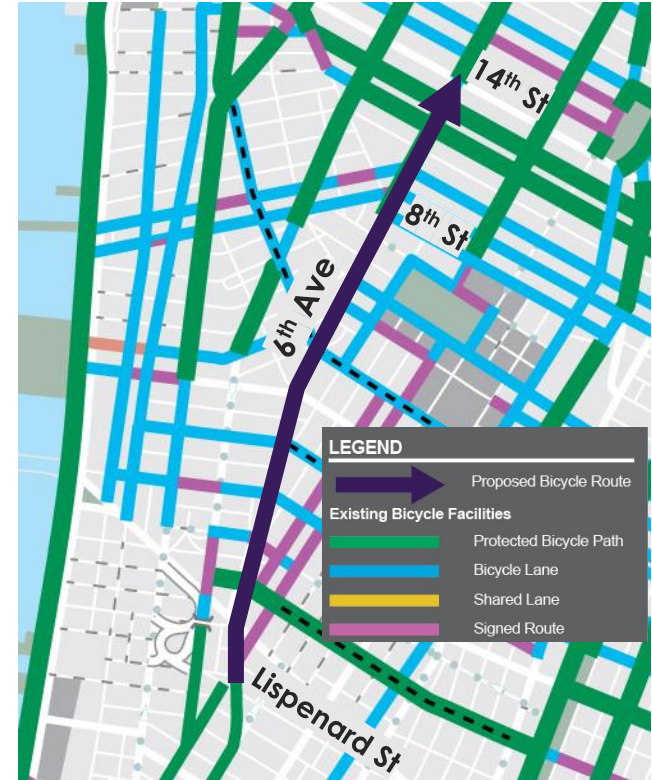 14th St
8th St
6th Ave
LEGEND
Proposed Bicycle Route
Existing Bicycle Facilities
Protected Bicycle Path
Bicycle Lane
Shared Lane
Signed Route
Lispenard St